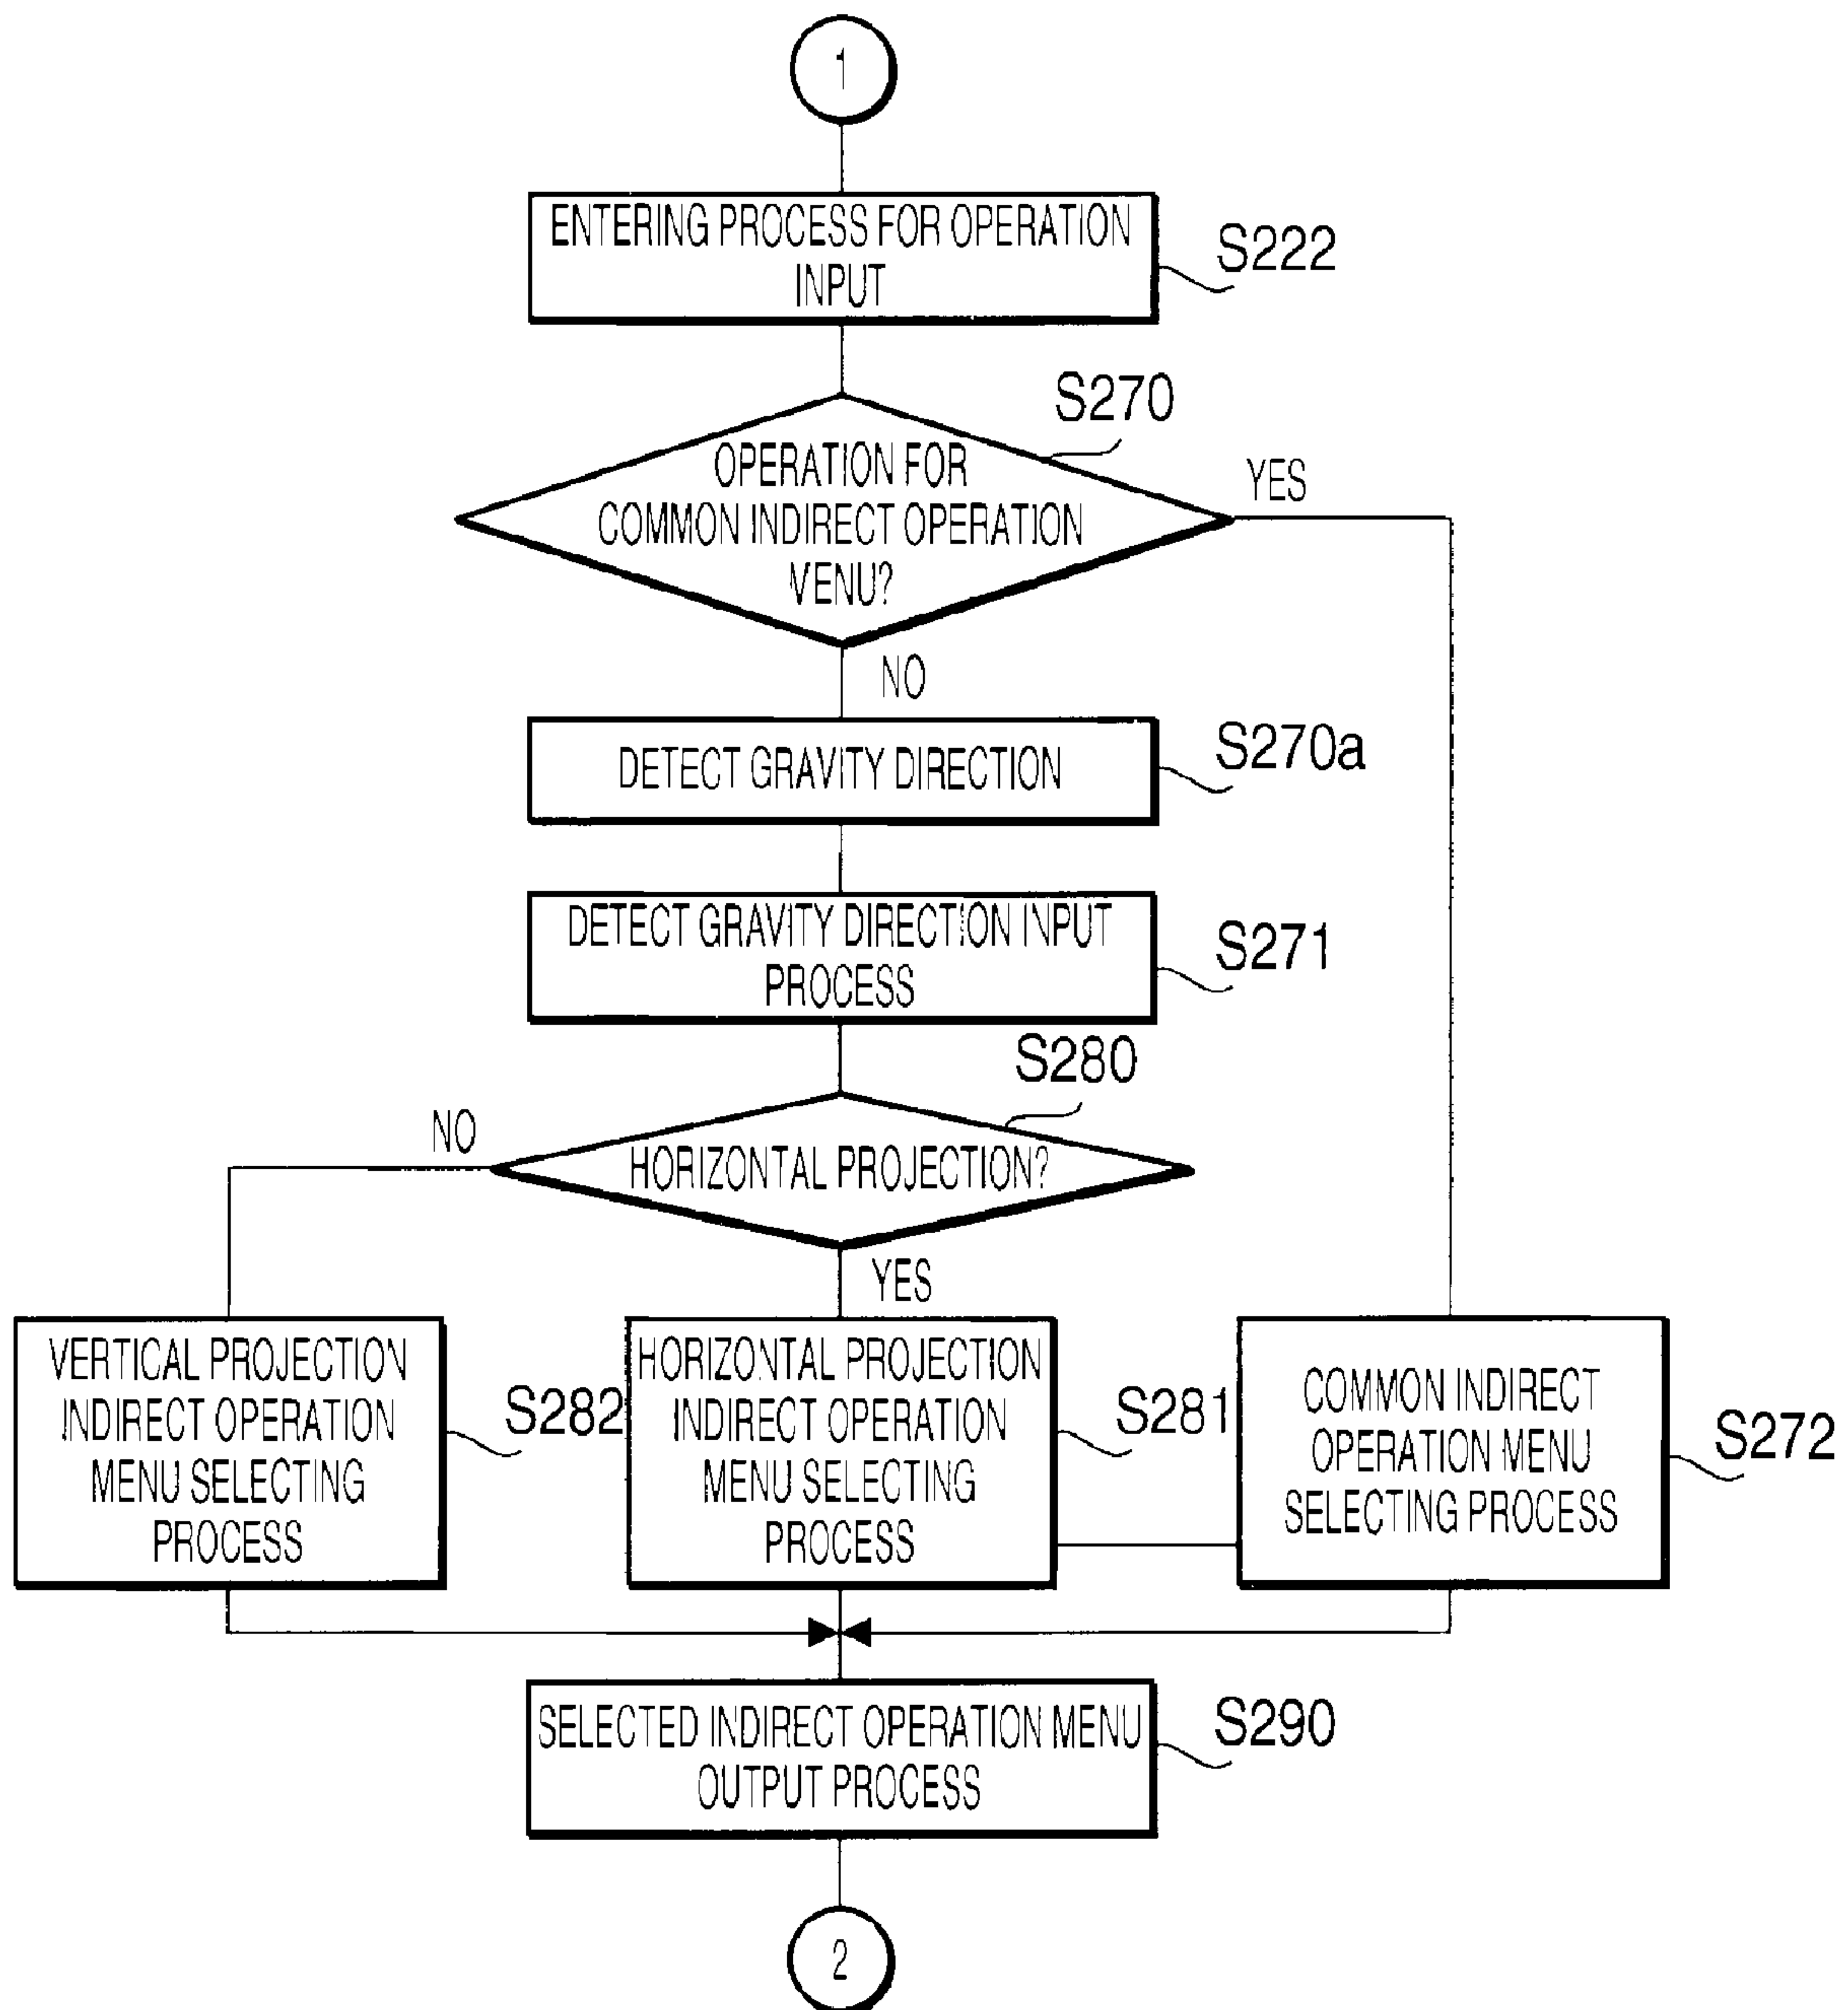 1
ENTERING PROCESS FOR OPERATION
INPUT
S222
S270
OPERATION FOR
COMMON INDIRECT OPERATION
MENU?
YES
NO
DETECT GRAVITY DIRECTION
S270a
DETECT GRAVITY DIRECTION INPUT
PROCESS
S271
S280
NO
HORIZONTAL PROJECTION?
YES
VERTICAL PROJECTION
INDIRECT OPERATION
MENU SELECTING
PROCESS
S282
HORIZONTAL PROJECTION
INDIRECT OPERATION
MENU SELECTING
PROCESS
S281
COMMON INDIRECT
OPERATION MENU
SELECTING PROCESS
S272
SELECTED INDIRECT OPERATION MENU
OUTPUT PROCESS
S290
2